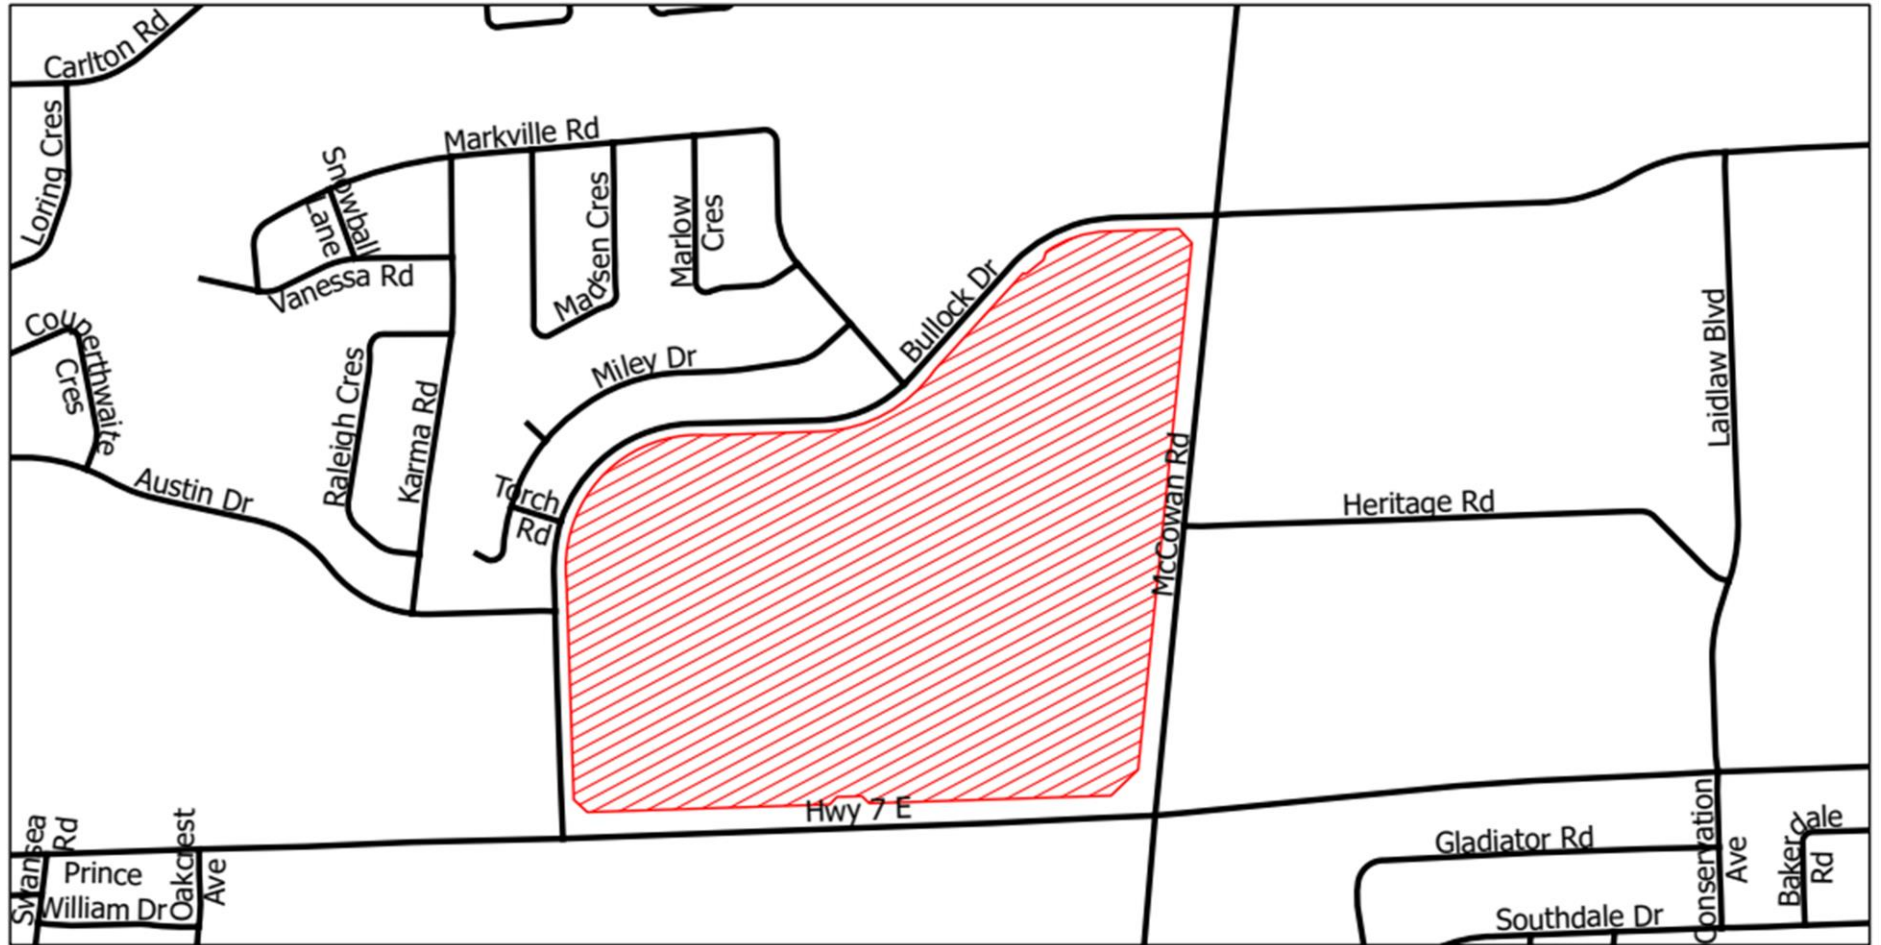 Carlton Rd
Loring Cres
Markville Rd
Snowball
Lane
Vanessa Rd
Madsen Cres
Marlow
Cres
Bullock Dr
Miley Dr
Couperthwaite
Cres
Raleigh Cres
Karma Rd
Austin Dr
Torch
Rd
McCowan Rd
Heritage Rd
Laidlaw Blvd
Hwy 7 E
Swansea
Rd
Prince
William Dr
Oakcrest
Ave
Gladiator Rd
Southdale Dr
Conservation
Ave
Bakerdale
Rd